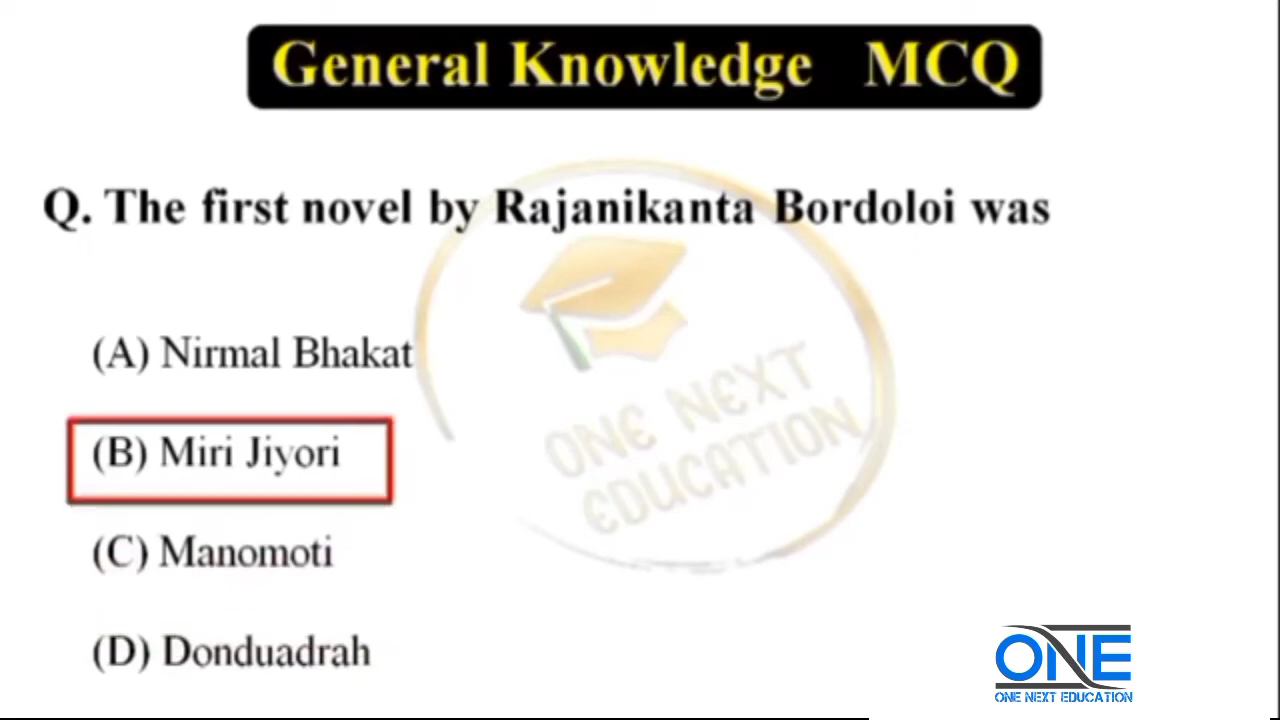 General Knowledge MCQ
Q. The first novel by Rajanikanta Bordoloi was
(A) Nirmal Bhakat
(B) Miri Jiyori
(C) Manomoti
(D) Donduadrah
ONE NEXT
EDUCATION
ONE
ONE NEXT EDUCATION